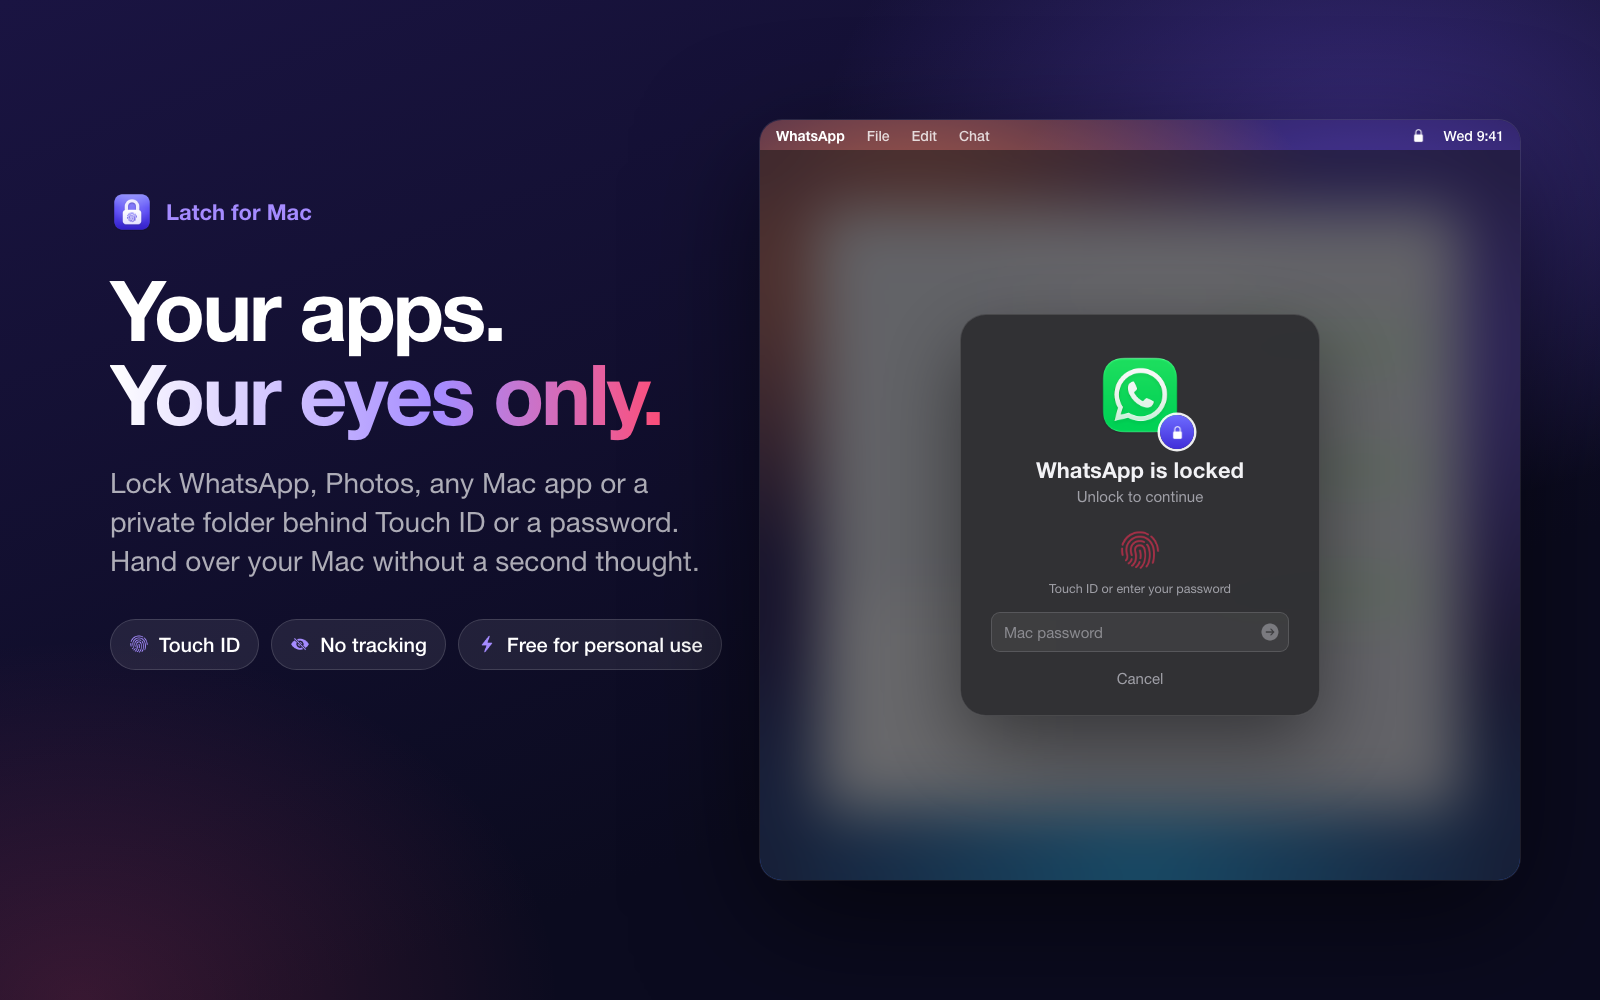 Latch for Mac
Your apps.
Your eyes only.
Lock WhatsApp, Photos, any Mac app or a
private folder behind Touch ID or a password.
Hand over your Mac without a second thought.
Touch ID
No tracking
Free for personal use
WhatsApp File Edit Chat Wed 9:41
WhatsApp is locked
Unlock to continue
Touch ID or enter your password
Mac password
Cancel